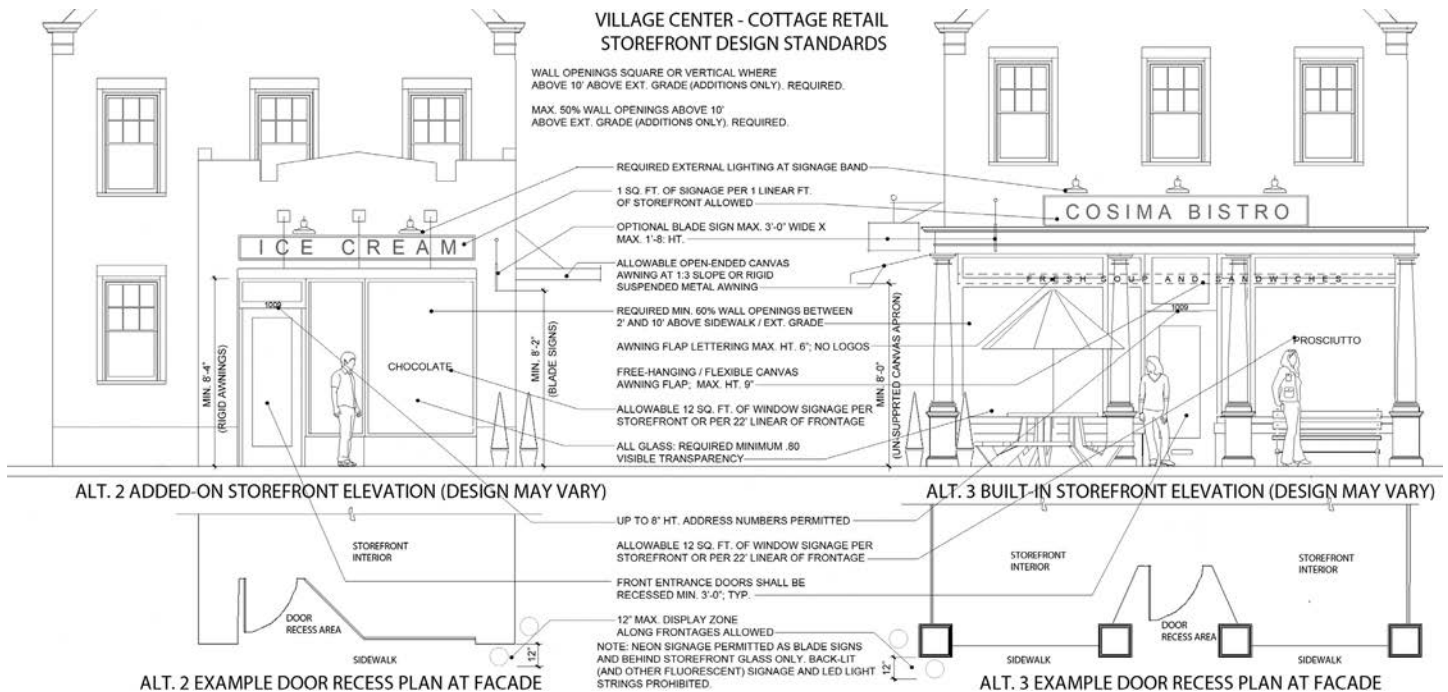 VILLAGE CENTER - COTTAGE RETAIL
STOREFRONT DESIGN STANDARDS
WALL OPENINGS SQUARE OR VERTICAL WHERE
ABOVE 10' ABOVE EXT. GRADE (ADDITIONS ONLY). REQUIRED.
MAX. 50% WALL OPENINGS ABOVE 10'
ABOVE EXT. GRADE (ADDITIONS ONLY). REQUIRED.
REQUIRED EXTERNAL LIGHTING AT SIGNAGE BAND
1 SQ. FT. OF SIGNAGE PER 1 LINEAR FT.
OF STOREFRONT ALLOWED
OPTIONAL BLADE SIGN MAX. 3'-0" WIDE X
MAX. 1'-8: HT.
ALLOWABLE OPEN-ENDED CANVAS
AWNING AT 1:3 SLOPE OR RIGID
SUSPENDED METAL AWNING
REQUIRED MIN. 60% WALL OPENINGS BETWEEN
2' AND 10' ABOVE SIDEWALK / EXT. GRADE
AWNING FLAP LETTERING MAX. HT. 6"; NO LOGOS
FREE-HANGING / FLEXIBLE CANVAS
AWNING FLAP; MAX. HT. 9"
ALLOWABLE 12 SQ. FT. OF WINDOW SIGNAGE PER
STOREFRONT OR PER 22' LINEAR OF FRONTAGE
ALL GLASS: REQUIRED MINIMUM .80
VISIBLE TRANSPARENCY
ICE CREAM
1009
CHOCOLATE
MIN. 8'-4"
(RIGID AWNINGS)
MIN. 8'-2"
(BLADE SIGNS)
COSIMA BISTRO
FRESH SOUP AND SANDWICHES
1009
PROSCIUTTO
MIN. 8'-0"
(UN-SUPPRTED CANVAS APRON)
ALT. 2 ADDED-ON STOREFRONT ELEVATION (DESIGN MAY VARY)
ALT. 3 BUILT-IN STOREFRONT ELEVATION (DESIGN MAY VARY)
UP TO 8" HT. ADDRESS NUMBERS PERMITTED
ALLOWABLE 12 SQ. FT. OF WINDOW SIGNAGE PER
STOREFRONT OR PER 22' LINEAR OF FRONTAGE
FRONT ENTRANCE DOORS SHALL BE
RECESSED MIN. 3'-0"; TYP.
12" MAX. DISPLAY ZONE
ALONG FRONTAGES ALLOWED
NOTE: NEON SIGNAGE PERMITTED AS BLADE SIGNS
AND BEHIND STOREFRONT GLASS ONLY. BACK-LIT
(AND OTHER FLUORESCENT) SIGNAGE AND LED LIGHT
STRINGS PROHIBITED.
STOREFRONT
INTERIOR
DOOR
RECESS AREA
SIDEWALK
12"
ALT. 2 EXAMPLE DOOR RECESS PLAN AT FACADE
STOREFRONT
INTERIOR
STOREFRONT
INTERIOR
DOOR
RECESS AREA
12"
SIDEWALK
SIDEWALK
ALT. 3 EXAMPLE DOOR RECESS PLAN AT FACADE